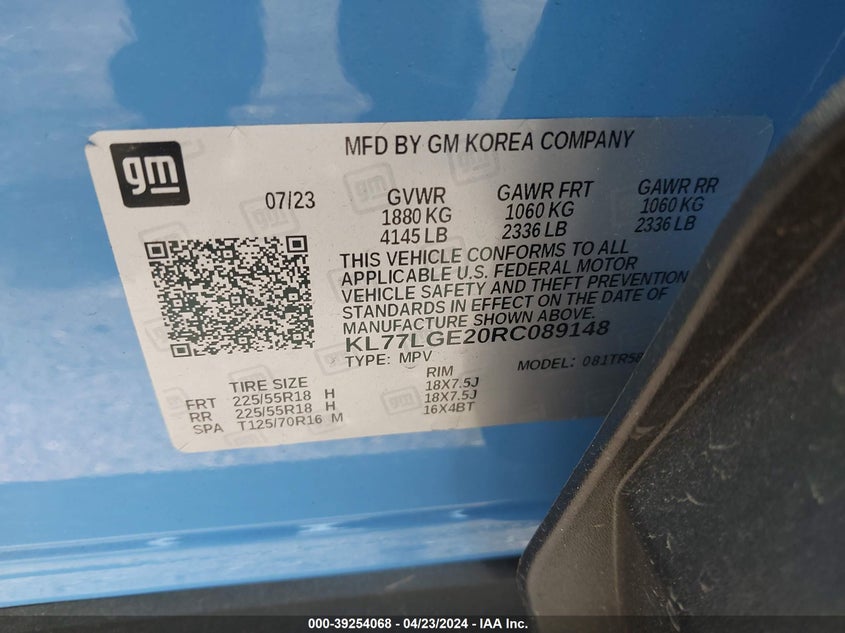 gm
MFD BY GM KOREA COMPANY
07/23
GVWR GAWR FRT GAWR RR
1880 KG 1060 KG 1060 KG
4145 LB 2336 LB 2336 LB
THIS VEHICLE CONFORMS TO ALL
APPLICABLE U.S. FEDERAL MOTOR
VEHICLE SAFETY AND THEFT PREVENTION
STANDARDS IN EFFECT ON THE DATE OF
MANUFACTURE SHOWN ABOVE.
KL77LGE20RC089148
TYPE: MPV MODEL: 081TR58
TIRE SIZE RIM
FRT 225/55R18 H 18X7.5J
RR 225/55R18 H 18X7.5J
SPA T125/70R16 M 16X4BT
000-39254068 - 04/23/2024 - IAA Inc.